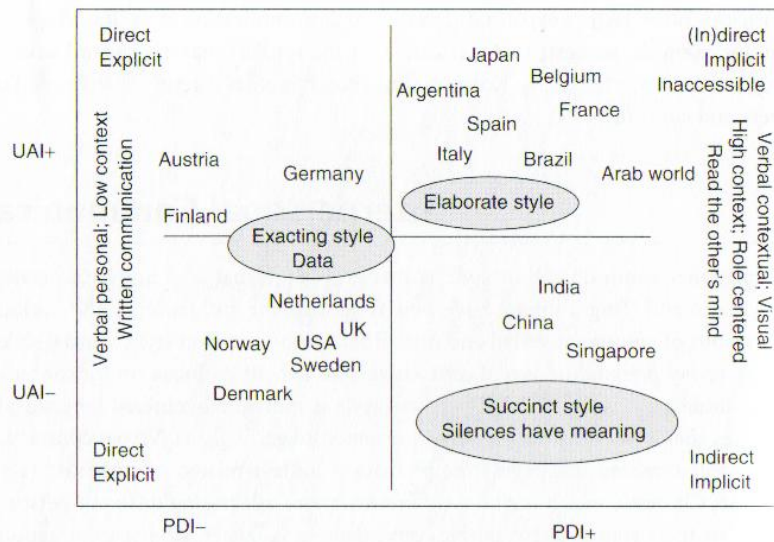 Direct
Explicit
(In)direct
Implicit
Inaccessible
Japan
Belgium
Argentina
France
Spain
UAI+
Austria
Germany
Italy
Brazil
Arab world
Finland
Elaborate style
Exacting style
Data
Verbal personal; Low context
Written communication
Verbal contextual; Visual
High context; Role centered
Read the other's mind
Netherlands
India
UK
China
Norway
USA
Singapore
Sweden
UAI−
Denmark
Succinct style
Silences have meaning
Direct
Explicit
Indirect
Implicit
PDI−
PDI+